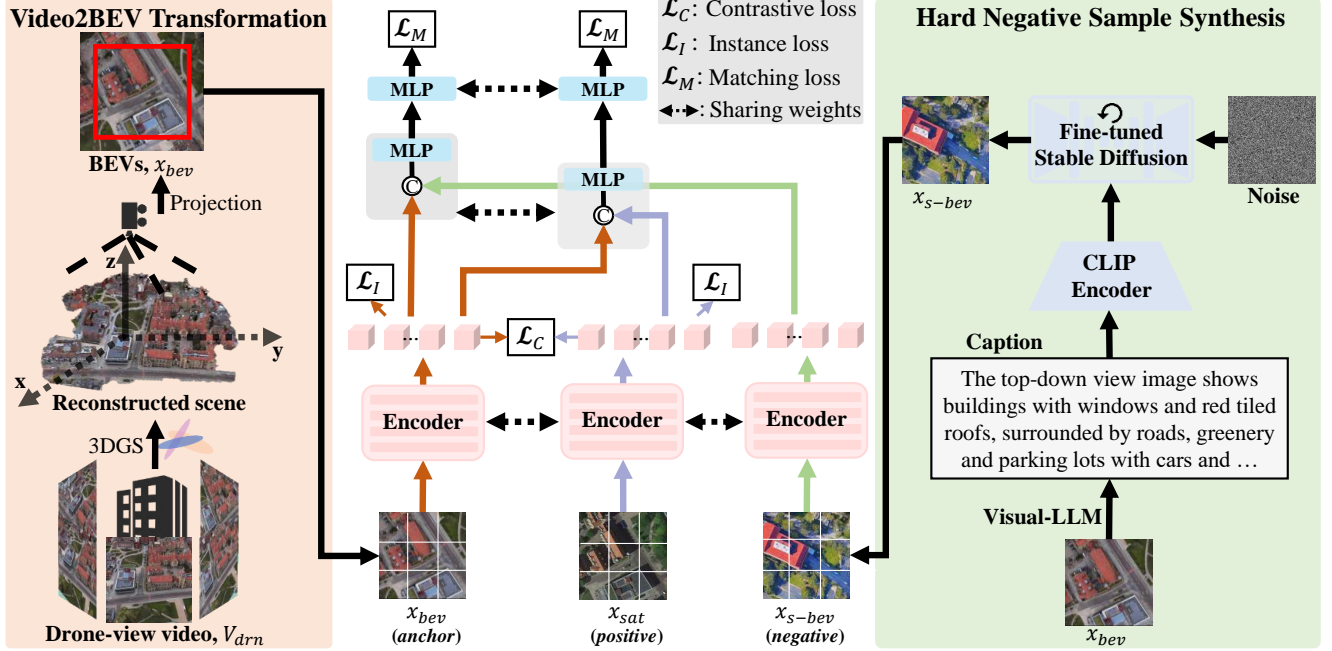 Video2BEV Transformation
BEVs, x_bev
Projection
z
y
x
Reconstructed scene
3DGS
Drone-view video, V_drn
ℒ_M
ℒ_M
MLP
MLP
MLP
MLP
C
C
ℒ_C: Contrastive loss
ℒ_I: Instance loss
ℒ_M: Matching loss
: Sharing weights
ℒ_I
ℒ_I
...
ℒ_C
...
...
Encoder
Encoder
Encoder
x_bev
(anchor)
x_sat
(positive)
x_s−bev
(negative)
Hard Negative Sample Synthesis
Fine-tuned
Stable Diffusion
x_s−bev
Noise
CLIP
Encoder
Caption
The top-down view image shows
buildings with windows and red tiled
roofs, surrounded by roads, greenery
and parking lots with cars and …
Visual-LLM
x_bev